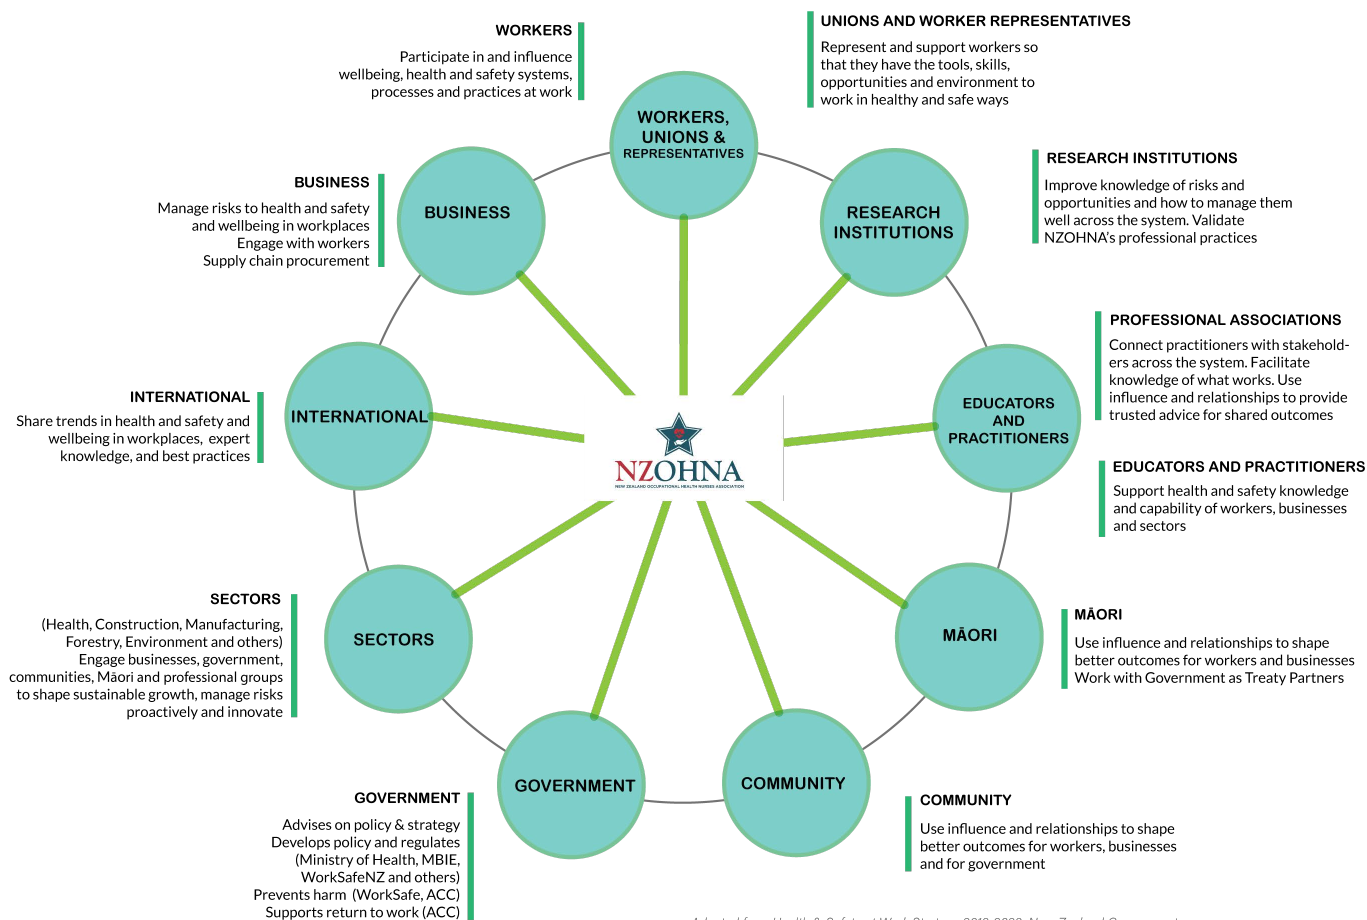 WORKERS
Participate in and influence
wellbeing, health and safety systems,
processes and practices at work
UNIONS AND WORKER REPRESENTATIVES
Represent and support workers so
that they have the tools, skills,
opportunities and environment to
work in healthy and safe ways
WORKERS,
UNIONS &
REPRESENTATIVES
BUSINESS
Manage risks to health and safety
and wellbeing in workplaces
Engage with workers
Supply chain procurement
BUSINESS
RESEARCH
INSTITUTIONS
RESEARCH INSTITUTIONS
Improve knowledge of risks and
opportunities and how to manage them
well across the system. Validate
NZOHNA's professional practices
PROFESSIONAL ASSOCIATIONS
Connect practitioners with stakehold-
ers across the system. Facilitate
knowledge of what works. Use
influence and relationships to provide
trusted advice for shared outcomes
INTERNATIONAL
Share trends in health and safety and
wellbeing in workplaces, expert
knowledge, and best practices
INTERNATIONAL
NZOHNA
NEW ZEALAND OCCUPATIONAL HEALTH NURSES ASSOCIATION
EDUCATORS
AND
PRACTITIONERS
EDUCATORS AND PRACTITIONERS
Support health and safety knowledge
and capability of workers, businesses
and sectors
SECTORS
(Health, Construction, Manufacturing,
Forestry, Environment and others)
Engage businesses, government,
communities, Māori and professional groups
to shape sustainable growth, manage risks
proactively and innovate
SECTORS
MĀORI
MĀORI
Use influence and relationships to shape
better outcomes for workers and businesses
Work with Government as Treaty Partners
GOVERNMENT
Advises on policy & strategy
Develops policy and regulates
(Ministry of Health, MBIE,
WorkSafeNZ and others)
Prevents harm (WorkSafe, ACC)
Supports return to work (ACC)
GOVERNMENT
COMMUNITY
COMMUNITY
Use influence and relationships to shape
better outcomes for workers, businesses
and for government